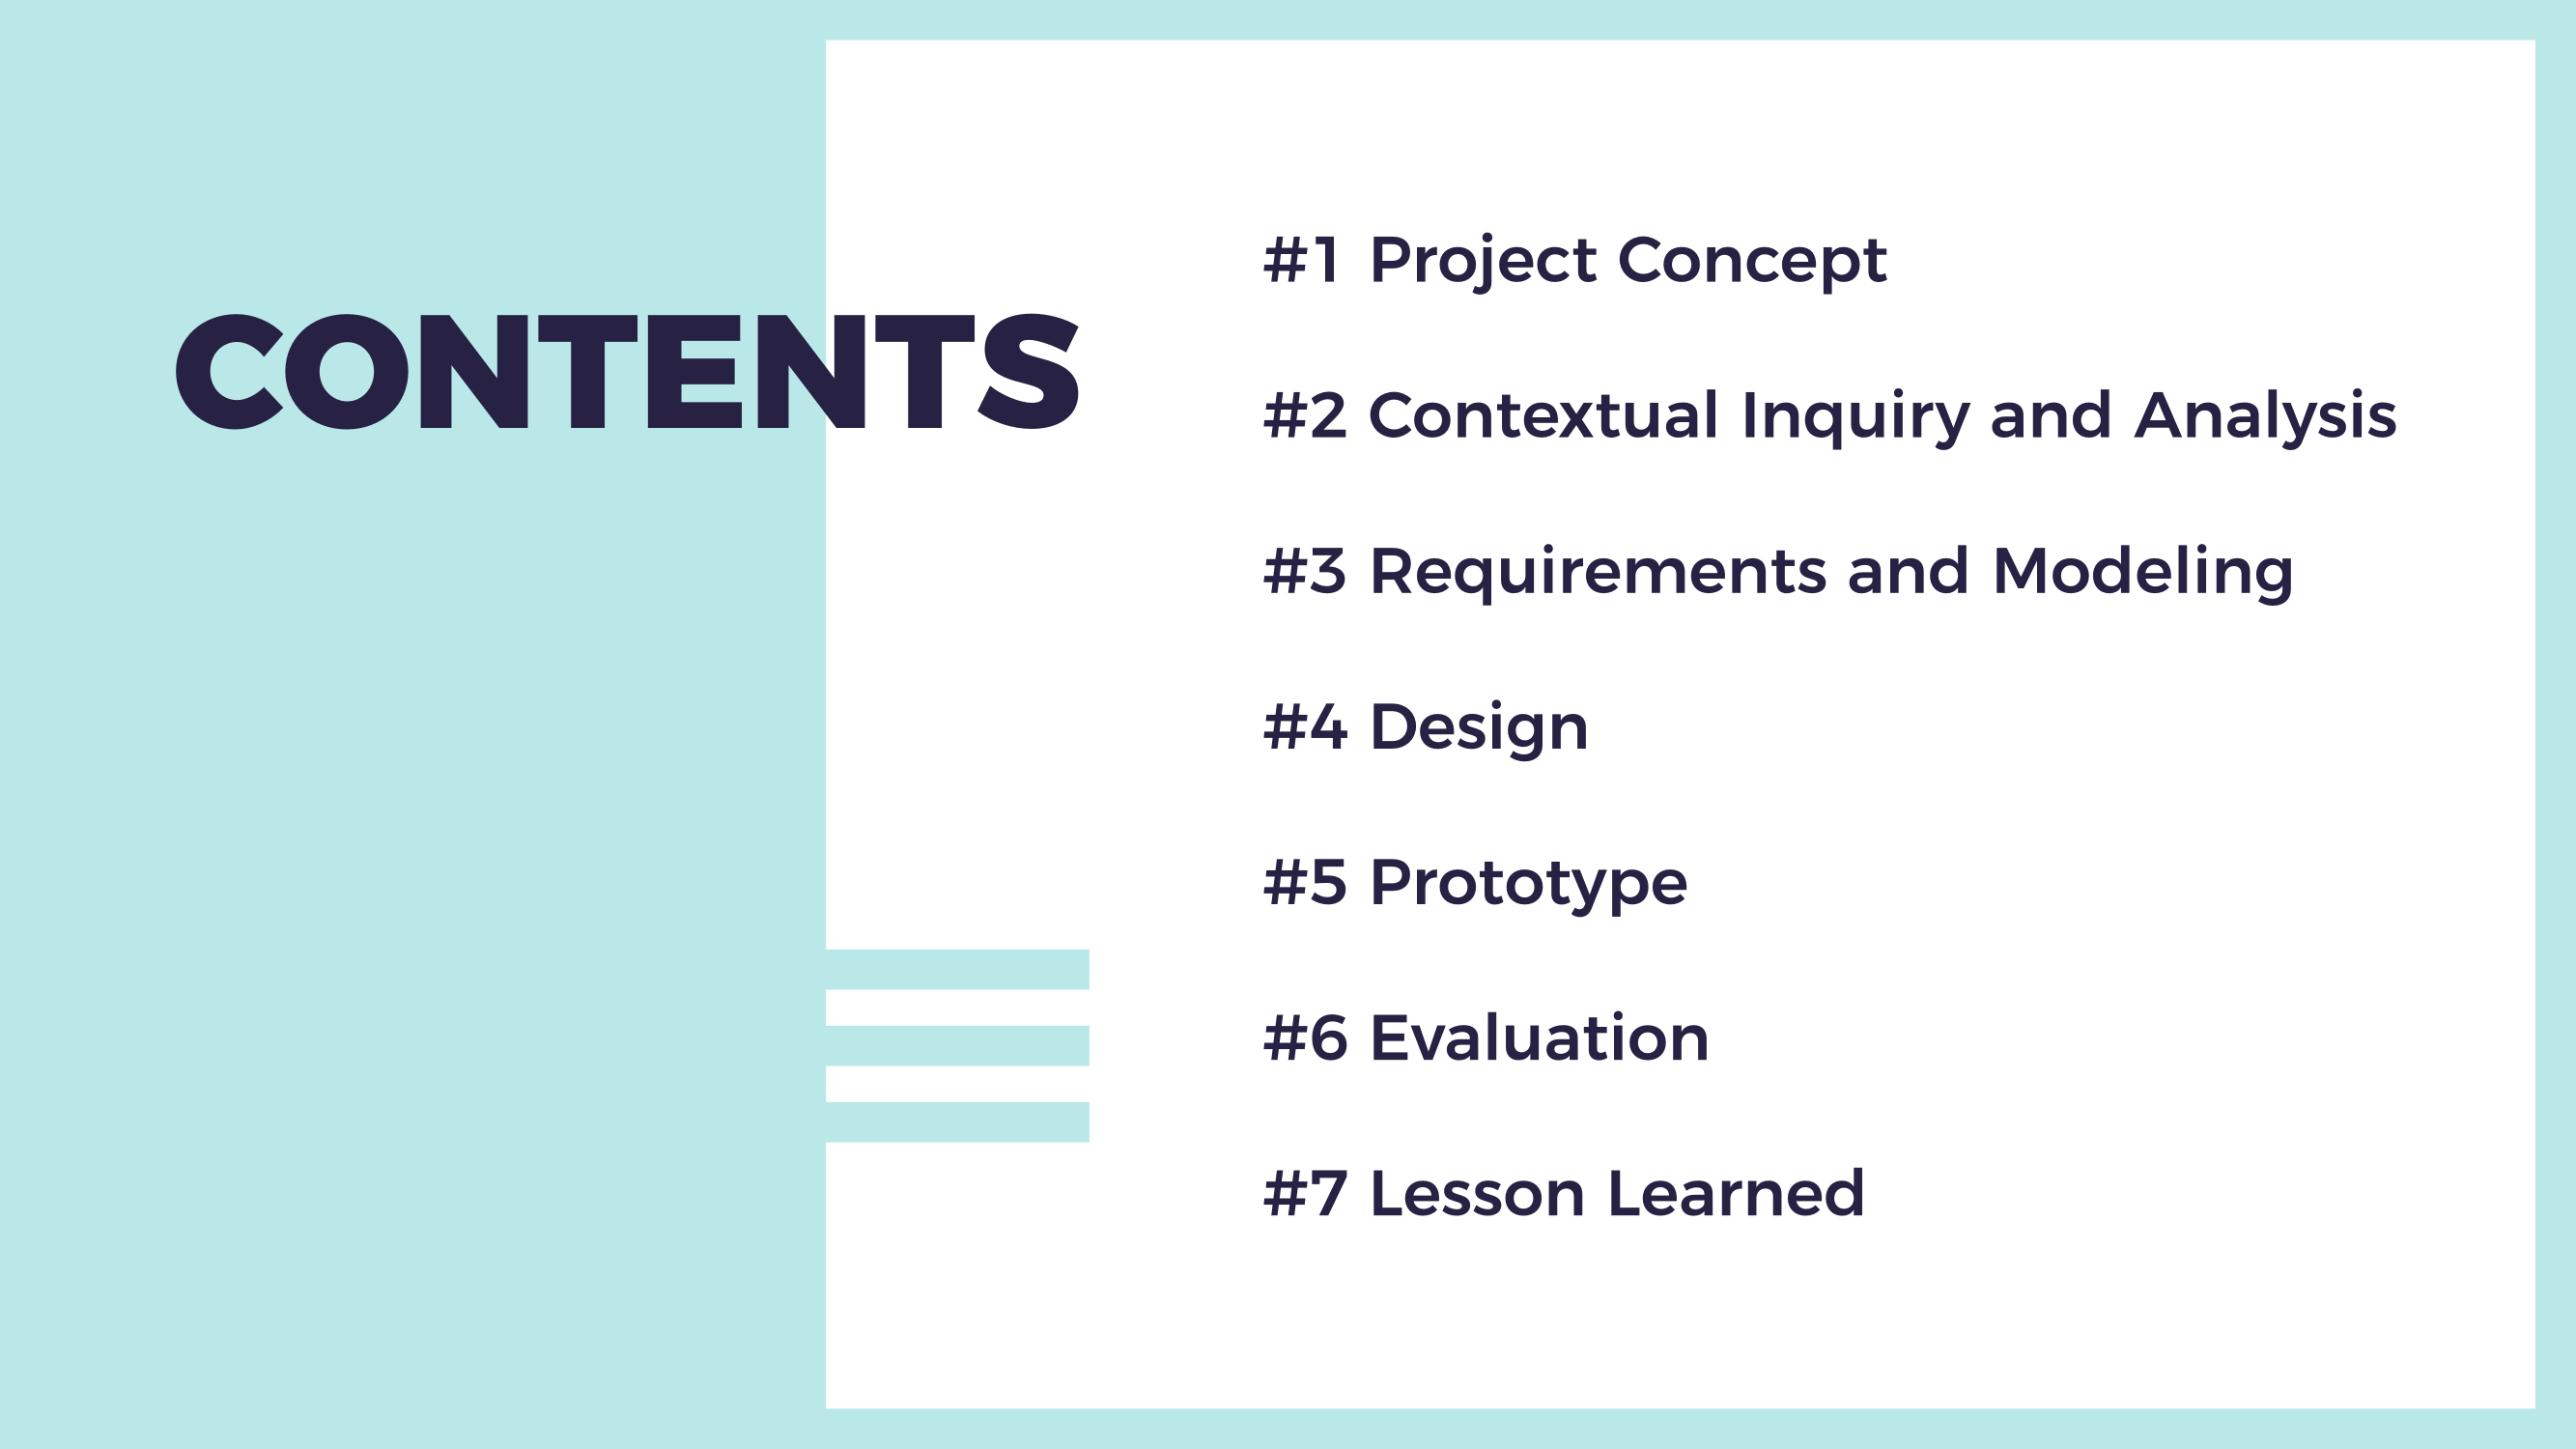 CONTENTS
#1 Project Concept
#2 Contextual Inquiry and Analysis
#3 Requirements and Modeling
#4 Design
#5 Prototype
#6 Evaluation
#7 Lesson Learned